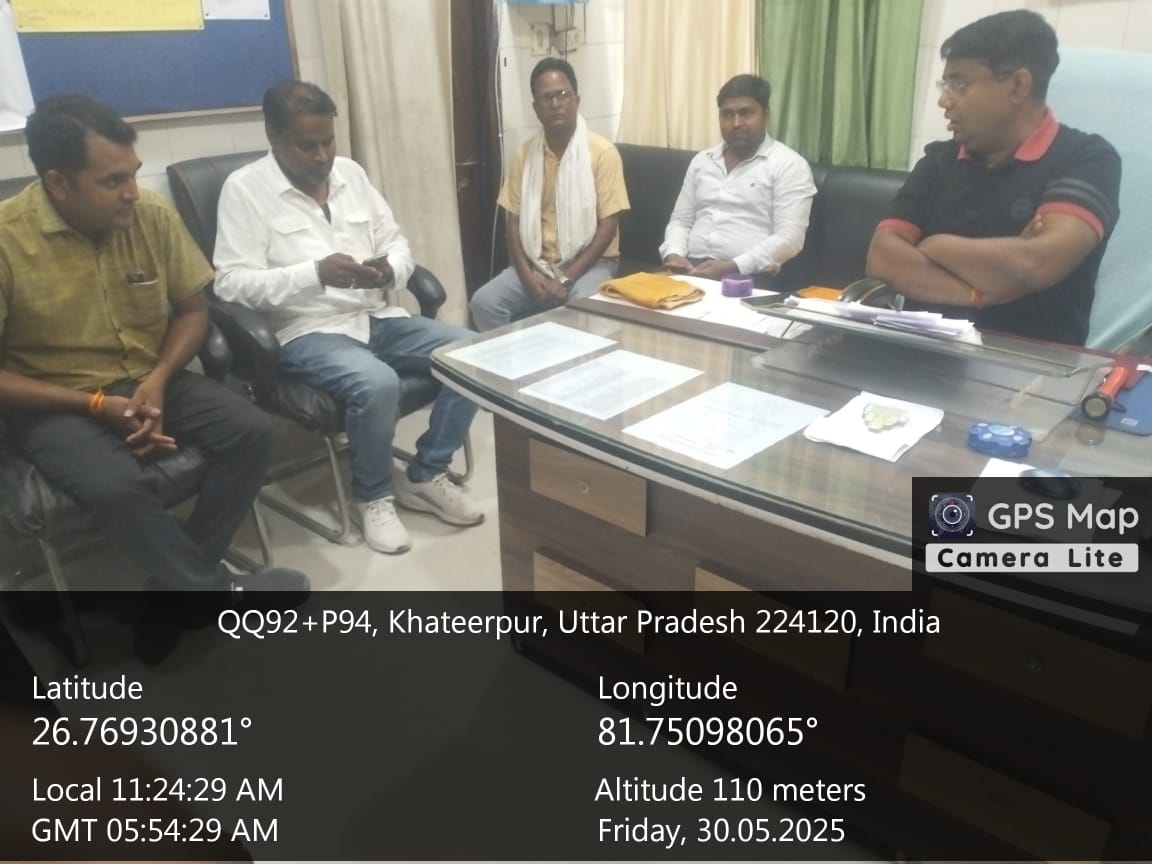 GPS Map
Camera Lite
QQ92+P94, Khateerpur, Uttar Pradesh 224120, India
Latitude
26.76930881°
Longitude
81.75098065°
Local 11:24:29 AM
GMT 05:54:29 AM
Altitude 110 meters
Friday, 30.05.2025